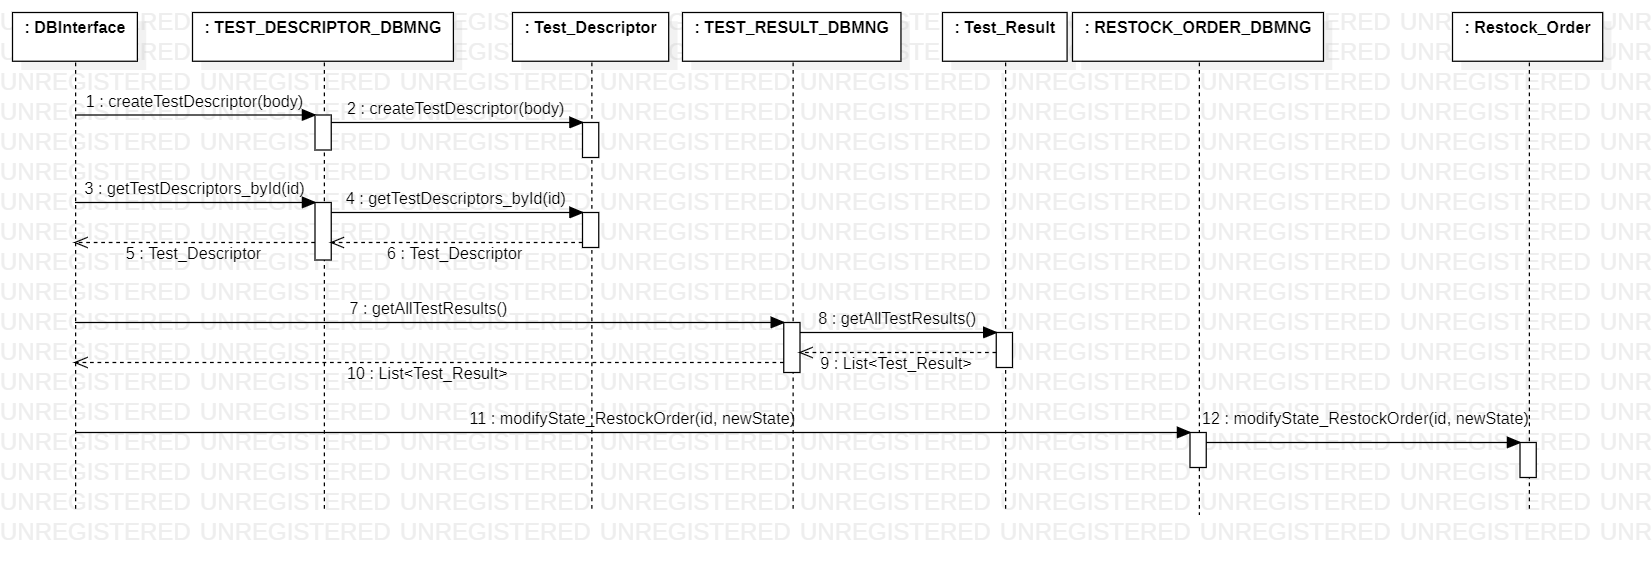 : DBInterface
: TEST_DESCRIPTOR_DBMNG
: Test_Descriptor
: TEST_RESULT_DBMNG
: Test_Result
: RESTOCK_ORDER_DBMNG
: Restock_Order
1 : createTestDescriptor(body)
2 : createTestDescriptor(body)
3 : getTestDescriptors_byId(id)
4 : getTestDescriptors_byId(id)
5 : Test_Descriptor
6 : Test_Descriptor
7 : getAllTestResults()
8 : getAllTestResults()
9 : List<Test_Result>
10 : List<Test_Result>
11 : modifyState_RestockOrder(id, newState)
12 : modifyState_RestockOrder(id, newState)
UNREGISTERED UNREGISTERED UNREGISTERED UNREGISTERED UNREGISTERED UNREGISTERED UNREGISTERED UNREGISTERED UNR